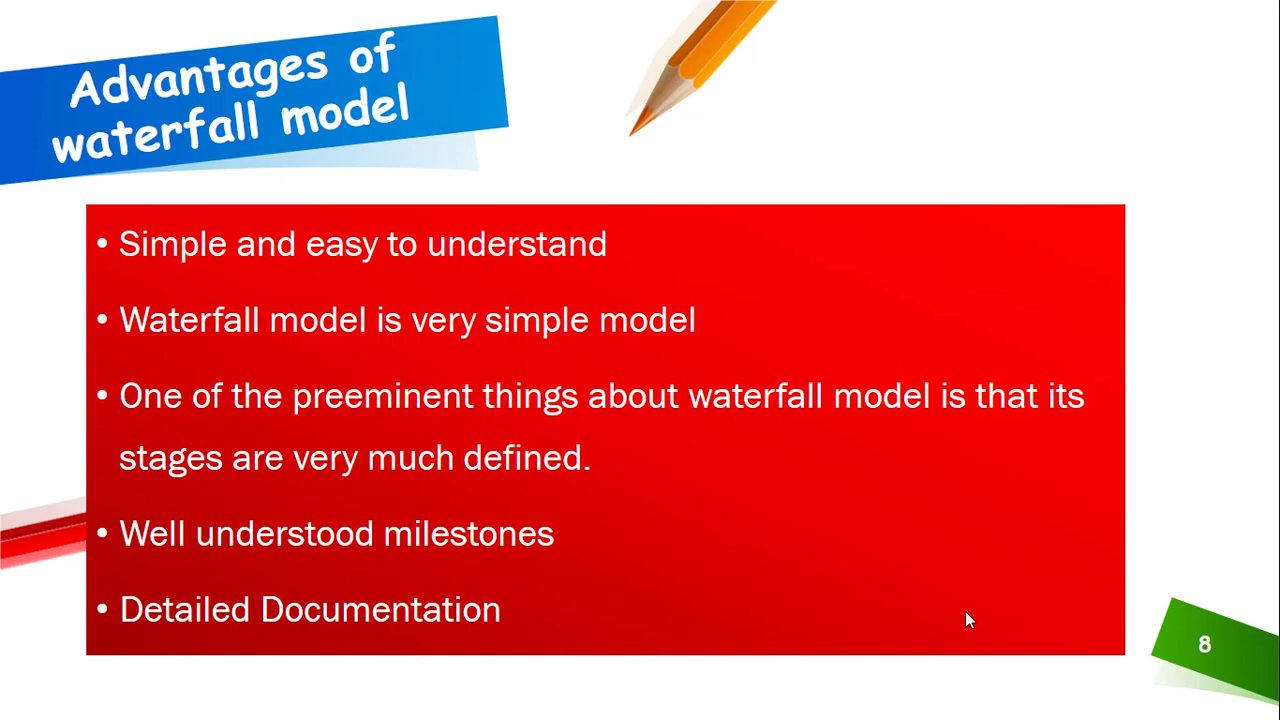 Advantages of
waterfall model
• Simple and easy to understand
• Waterfall model is very simple model
• One of the preeminent things about waterfall model is that its
stages are very much defined.
• Well understood milestones
• Detailed Documentation
8